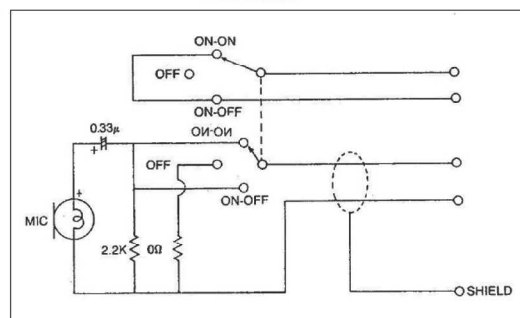 ON-ON
OFF
ON-OFF
0.33µ
+
ON-ON
OFF
+
ON-OFF
MIC
2.2K
0Ω
SHIELD